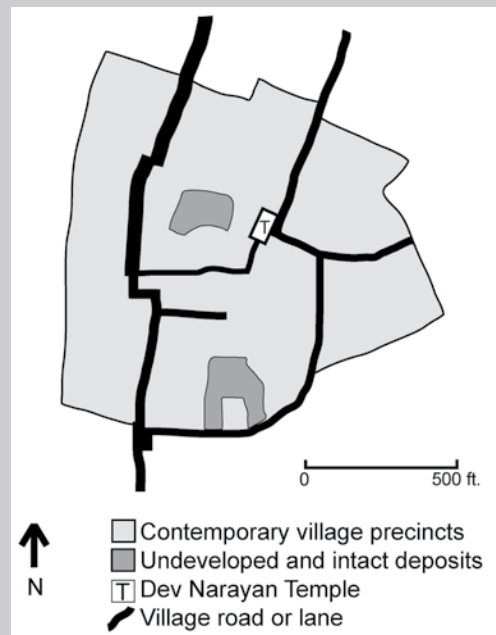 T
0 500 ft.
N
Contemporary village precincts
Undeveloped and intact deposits
T Dev Narayan Temple
Village road or lane